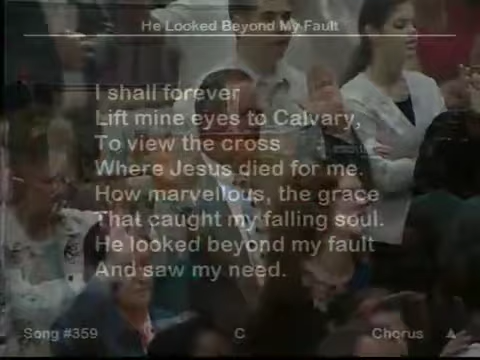 He Looked Beyond My Fault
I shall forever
Lift mine eyes to Calvary,
To view the cross
Where Jesus died for me.
How marvellous, the grace
That caught my falling soul.
He looked beyond my fault
And saw my need.
Song #359 C Chorus ▲